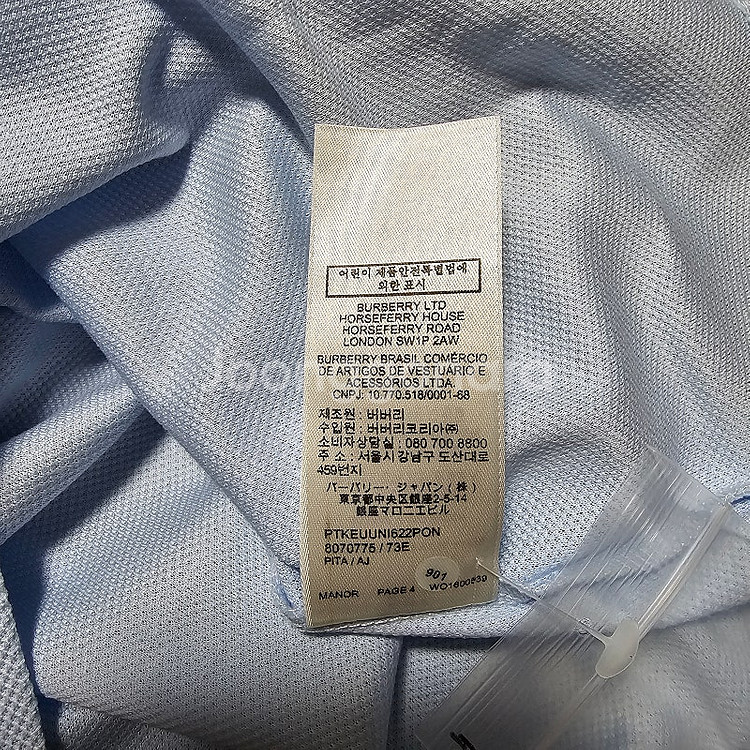 어린이 제품안전특별법에
의한 표시
BURBERRY LTD
HORSEFERRY HOUSE
HORSEFERRY ROAD
LONDON SW1P 2AW
BURBERRY BRASIL COMÉRCIO
DE ARTIGOS DE VESTUÁRIO E
ACESSÓRIOS LTDA.
CNPJ: 10.770.518/0001-68
제조원 : 버버리
수입원 : 버버리코리아㈜
소비자상담실 : 080 700 8800
주 소 : 서울시 강남구 도산대로
459번지
バーバリー・ジャパン(株)
東京都中央区銀座2-5-14
銀座マロニエビル
PTKEUUNI622PON
8070775 / 73E
PITA / AJ
901
MANOR PAGE 4 WO1600839